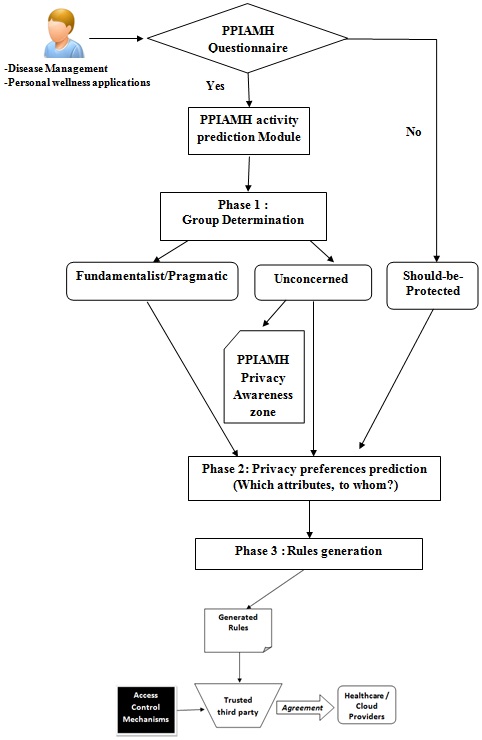 PPIAMH
Questionnaire
-Disease Management
-Personal wellness applications
Yes
No
PPIAMH activity
prediction Module
Phase 1 :
Group Determination
Fundamentalist/Pragmatic
Unconcerned
Should-be-
Protected
PPIAMH
Privacy
Awareness
zone
Phase 2: Privacy preferences prediction
(Which attributes, to whom?)
Phase 3 : Rules generation
Generated
Rules
Access
Control
Mechanisms
Trusted
third party
Agreement
Healthcare /
Cloud
Providers